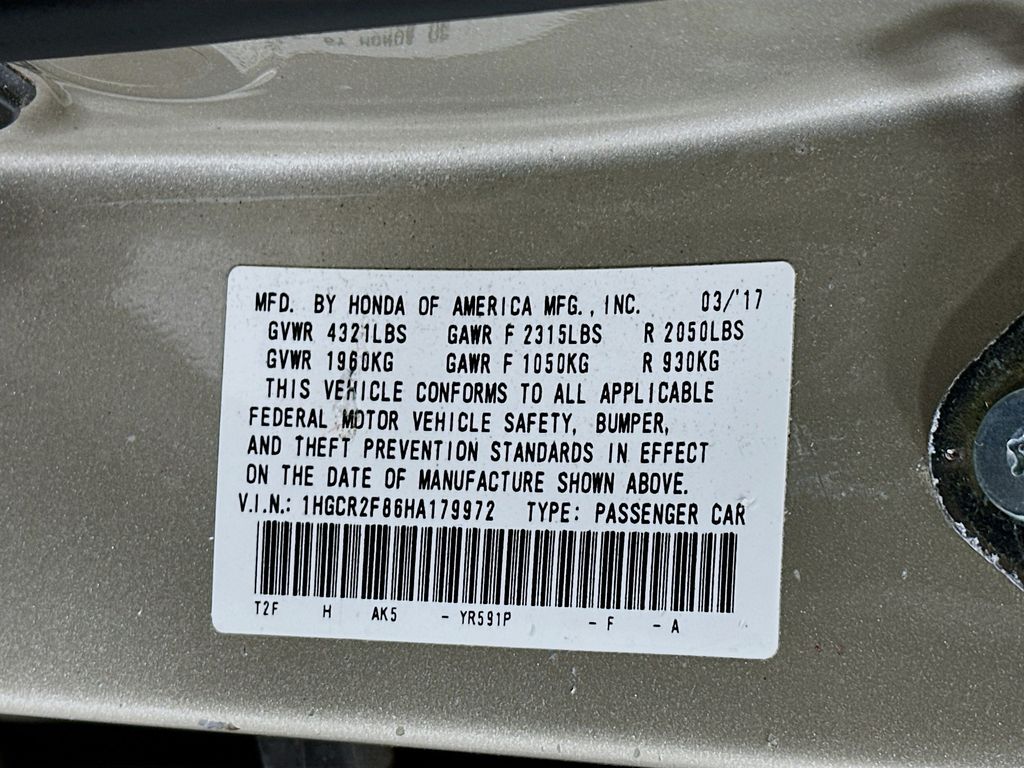 MFD. BY HONDA OF AMERICA MFG., INC. 03/'17
GVWR 4321LBS GAWR F 2315LBS R 2050LBS
GVWR 1960KG GAWR F 1050KG R 930KG
THIS VEHICLE CONFORMS TO ALL APPLICABLE
FEDERAL MOTOR VEHICLE SAFETY, BUMPER,
AND THEFT PREVENTION STANDARDS IN EFFECT
ON THE DATE OF MANUFACTURE SHOWN ABOVE.
V.I.N.: 1HGCR2F86HA179972 TYPE: PASSENGER CAR
T2F H AK5 - YR591P - F - A